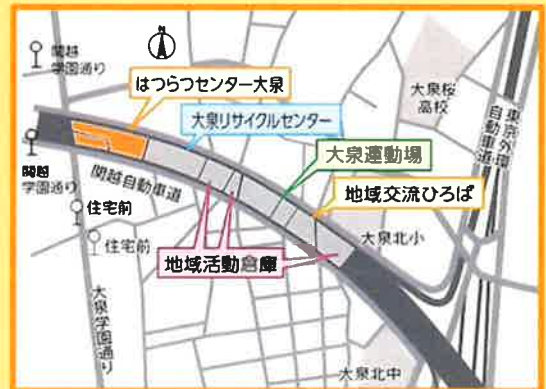 関越
学園通り
はつらつセンター大泉
大泉リサイクルセンター
大泉桜
高校
東京外環
自動車道
大泉運動場
地域交流ひろば
関越
学園通り
関越自動車道
住宅前
住宅前
大泉北小
地域活動倉庫
大泉学園通り
大泉北中